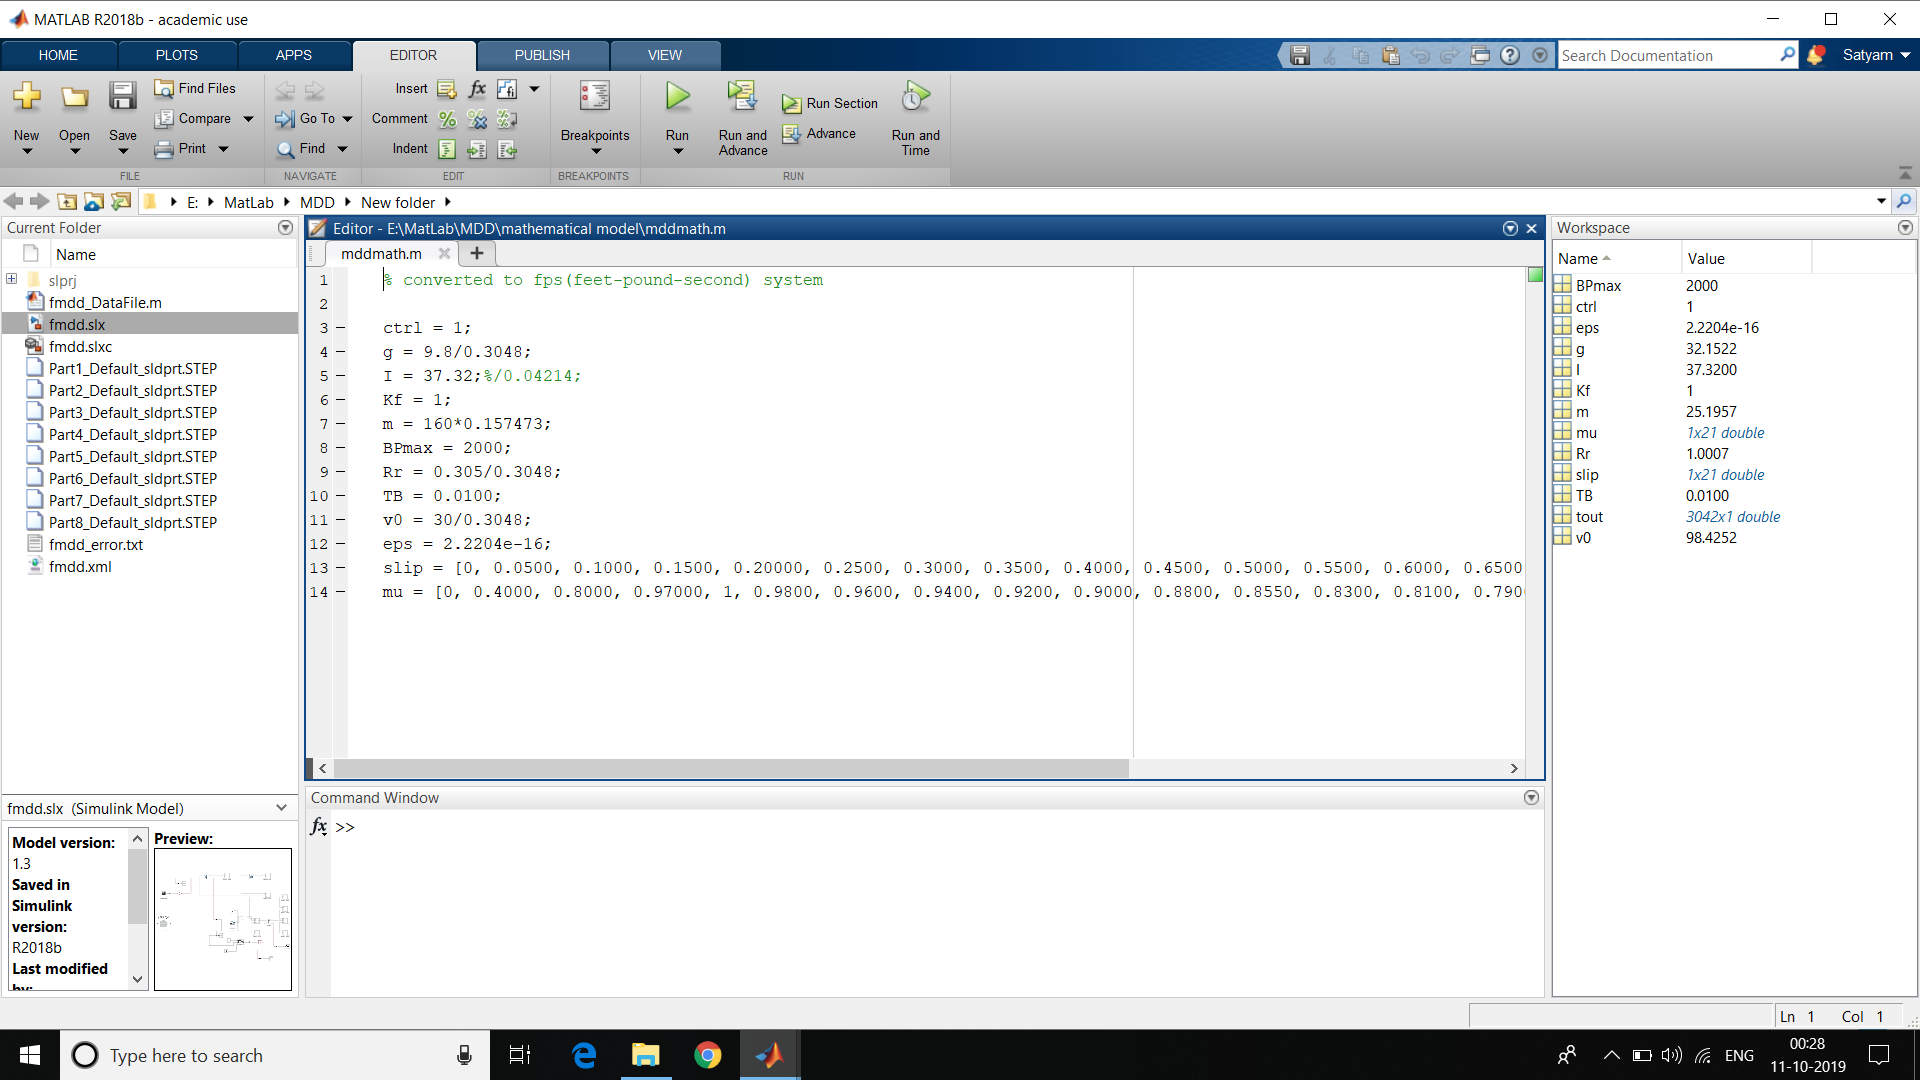 MATLAB R2018b - academic use
HOME PLOTS APPS EDITOR PUBLISH VIEW
Search Documentation
Satyam
New
Open
Save
Find Files
Compare
Print
FILE
Go To
Find
NAVIGATE
Insert
Comment
Indent
EDIT
Breakpoints
BREAKPOINTS
Run
Run and Advance
Run Section
Advance
Run and Time
RUN
E: MatLab MDD New folder
Current Folder
Name
slprj
fmdd_DataFile.m
fmdd.slx
fmdd.slxc
Part1_Default_sldprt.STEP
Part2_Default_sldprt.STEP
Part3_Default_sldprt.STEP
Part4_Default_sldprt.STEP
Part5_Default_sldprt.STEP
Part6_Default_sldprt.STEP
Part7_Default_sldprt.STEP
Part8_Default_sldprt.STEP
fmdd_error.txt
fmdd.xml
fmdd.slx (Simulink Model)
Model version:
1.3
Saved in
Simulink
version:
R2018b
Last modified
by:
Preview:
Editor - E:\MatLab\MDD\mathematical model\mddmath.m
mddmath.m
1 % converted to fps(feet-pound-second) system
2
3 ctrl = 1;
4 g = 9.8/0.3048;
5 I = 37.32;%/0.04214;
6 Kf = 1;
7 m = 160*0.157473;
8 BPmax = 2000;
9 Rr = 0.305/0.3048;
10 TB = 0.0100;
11 v0 = 30/0.3048;
12 eps = 2.2204e-16;
13 slip = [0, 0.0500, 0.1000, 0.1500, 0.20000, 0.2500, 0.3000, 0.3500, 0.4000, 0.4500, 0.5000, 0.5500, 0.6000, 0.6500
14 mu = [0, 0.4000, 0.8000, 0.97000, 1, 0.9800, 0.9600, 0.9400, 0.9200, 0.9000, 0.8800, 0.8550, 0.8300, 0.8100, 0.790
Command Window
fx >>
Workspace
Name Value
BPmax 2000
ctrl 1
eps 2.2204e-16
g 32.1522
I 37.3200
Kf 1
m 25.1957
mu 1x21 double
Rr 1.0007
slip 1x21 double
TB 0.0100
tout 3042x1 double
v0 98.4252
Ln 1 Col 1
Type here to search
ENG
00:28
11-10-2019